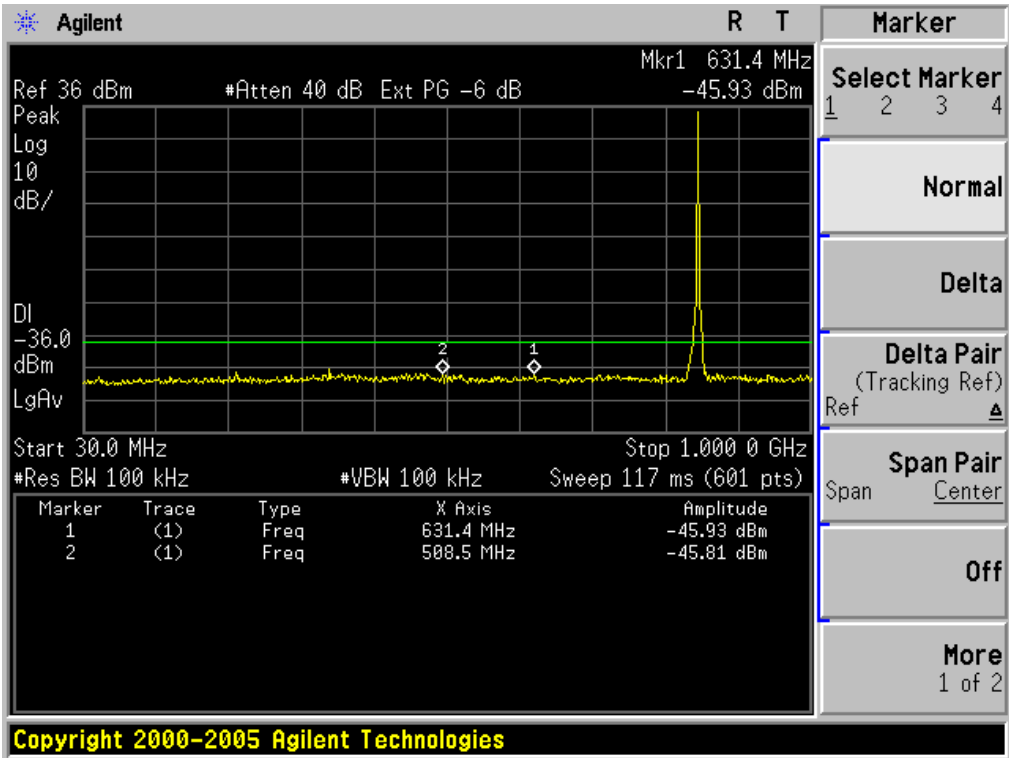 Agilent R T
Mkr1 631.4 MHz
Ref 36 dBm #Atten 40 dB Ext PG -6 dB -45.93 dBm
Peak
Log
10
dB/
DI
-36.0
dBm
LgAv
2 1
Start 30.0 MHz Stop 1.000 0 GHz
#Res BW 100 kHz #VBW 100 kHz Sweep 117 ms (601 pts)
Marker Trace Type X Axis Amplitude
1 (1) Freq 631.4 MHz -45.93 dBm
2 (1) Freq 508.5 MHz -45.81 dBm
Copyright 2000-2005 Agilent Technologies
Marker
Select Marker
1 2 3 4
Normal
Delta
Delta Pair
(Tracking Ref)
Ref Δ
Span Pair
Span Center
Off
More
1 of 2